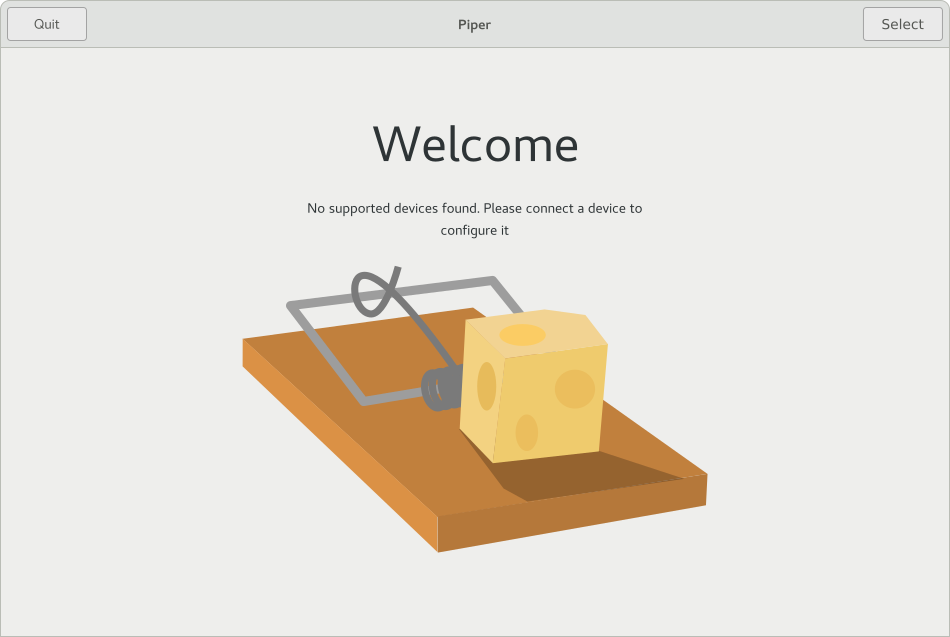 Quit
Piper
Select
Welcome
No supported devices found. Please connect a device to
configure it